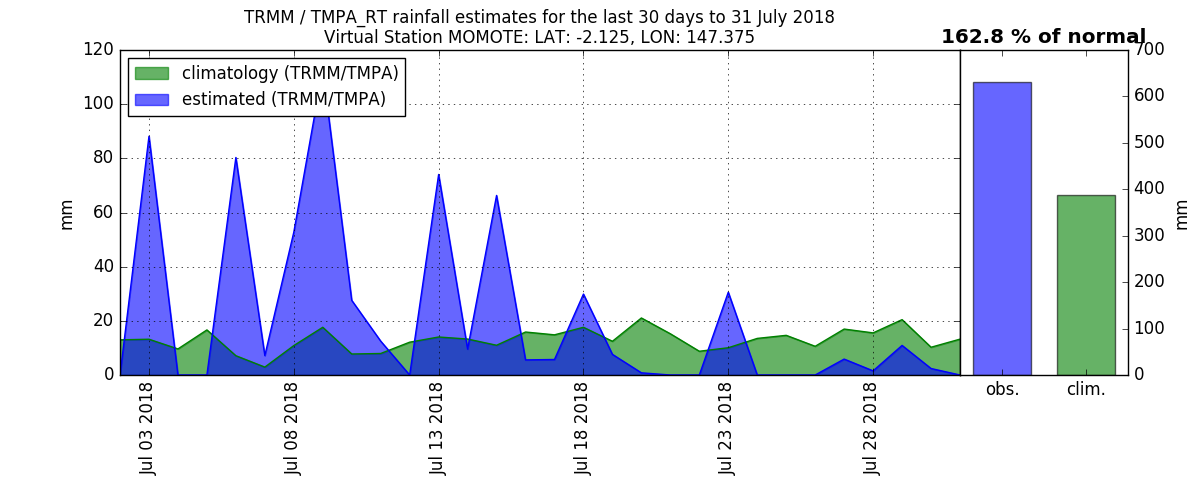 TRMM / TMPA_RT rainfall estimates for the last 30 days to 31 July 2018
Virtual Station MOMOTE: LAT: -2.125, LON: 147.375
162.8 % of normal
climatology (TRMM/TMPA)
estimated (TRMM/TMPA)
120
100
80
60
40
20
0
mm
Jul 03 2018
Jul 08 2018
Jul 13 2018
Jul 18 2018
Jul 23 2018
Jul 28 2018
700
600
500
400
300
200
100
0
mm
obs.
clim.